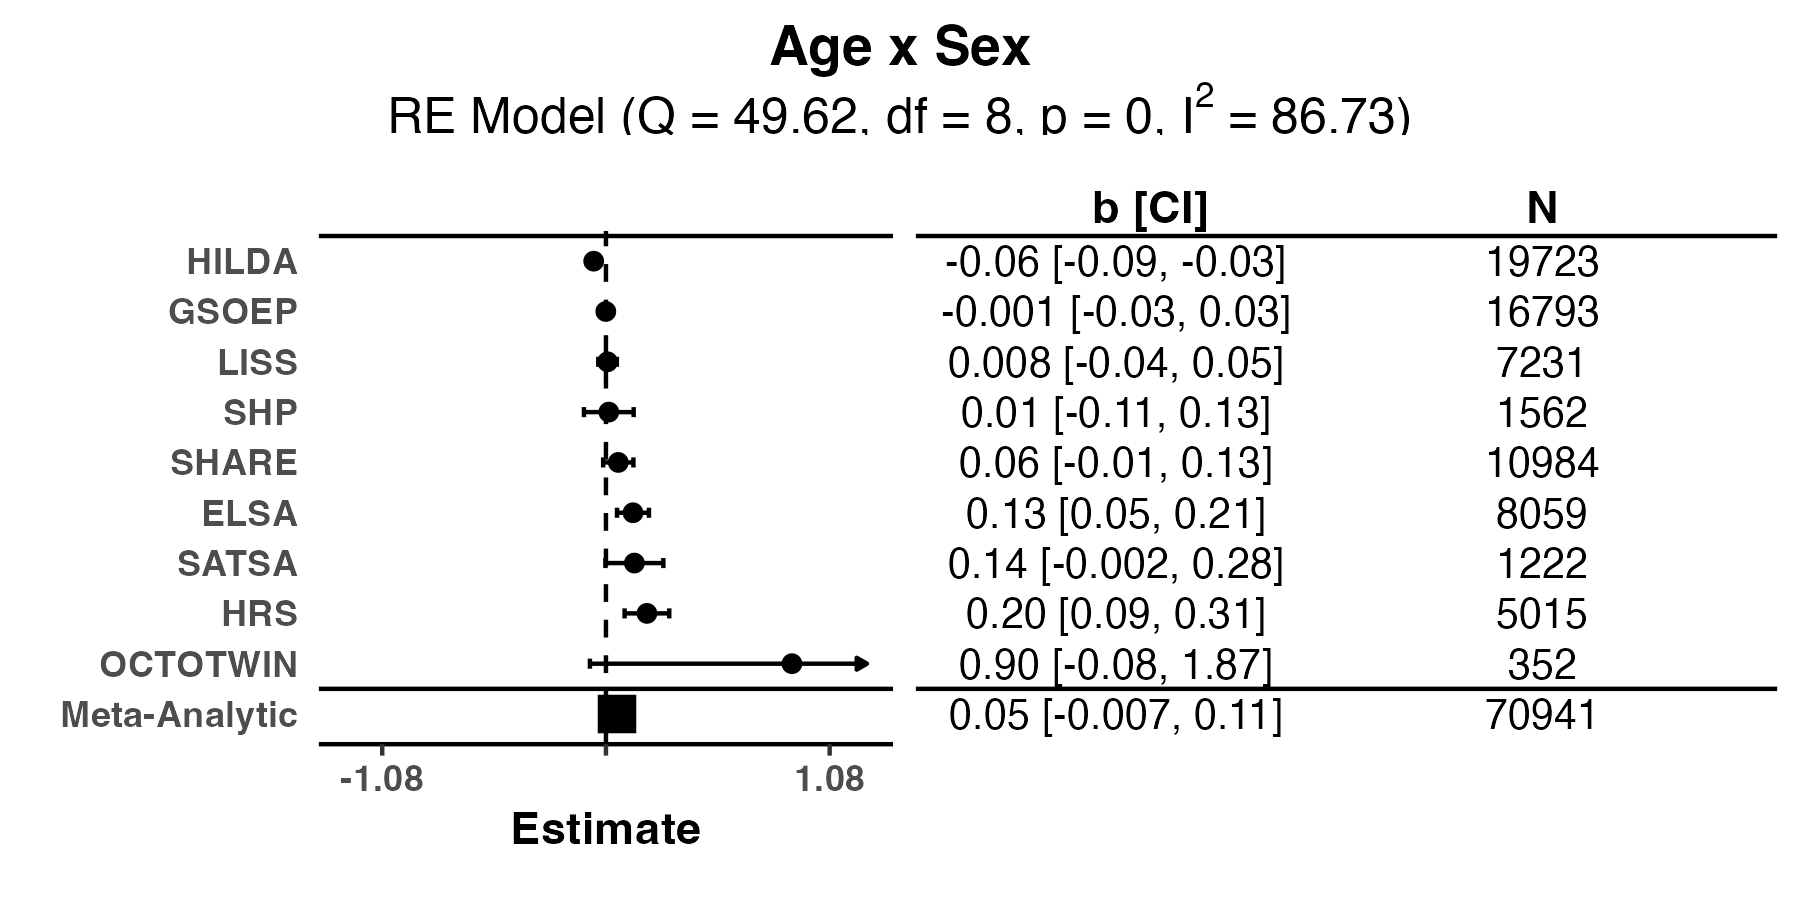 Age x Sex
RE Model (Q = 49.62, df = 8, p = 0, I² = 86.73)
b [CI] N
HILDA -0.06 [-0.09, -0.03] 19723
GSOEP -0.001 [-0.03, 0.03] 16793
LISS 0.008 [-0.04, 0.05] 7231
SHP 0.01 [-0.11, 0.13] 1562
SHARE 0.06 [-0.01, 0.13] 10984
ELSA 0.13 [0.05, 0.21] 8059
SATSA 0.14 [-0.002, 0.28] 1222
HRS 0.20 [0.09, 0.31] 5015
OCTOTWIN 0.90 [-0.08, 1.87] 352
Meta-Analytic 0.05 [-0.007, 0.11] 70941
-1.08 1.08
Estimate